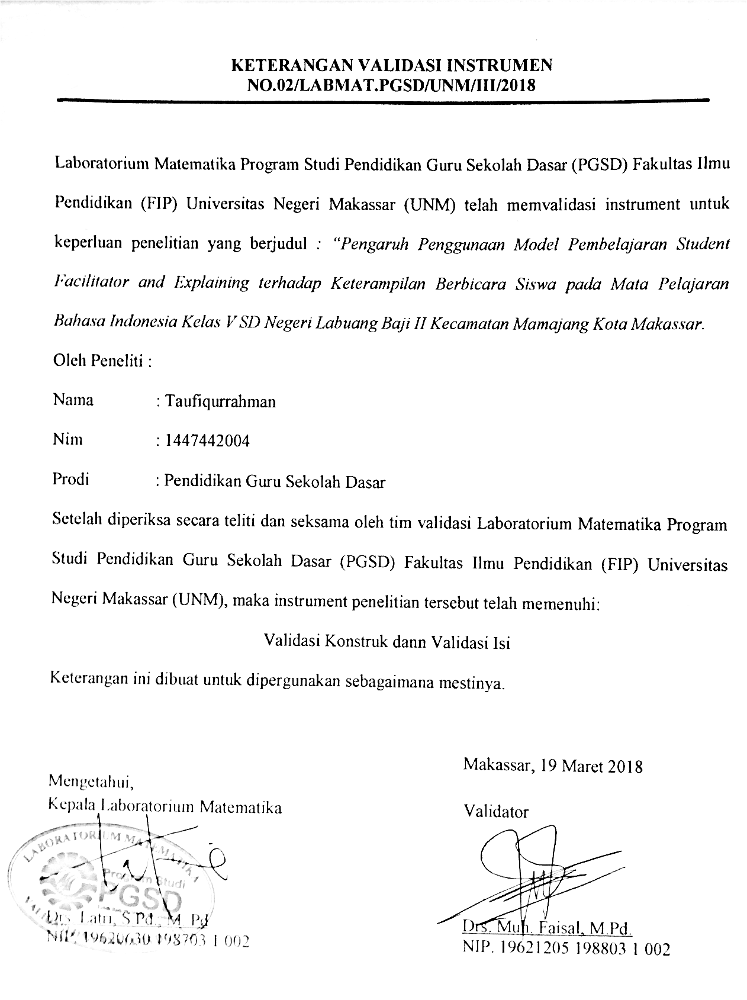 KETERANGAN VALIDASI INSTRUMEN
NO.02/LABMAT.PGSD/UNM/III/2018
Laboratorium Matematika Program Studi Pendidikan Guru Sekolah Dasar (PGSD) Fakultas Ilmu
Pendidikan (FIP) Universitas Negeri Makassar (UNM) telah memvalidasi instrument untuk
keperluan penelitian yang berjudul : “Pengaruh Penggunaan Model Pembelajaran Student
Facilitator and Explaining terhadap Keterampilan Berbicara Siswa pada Mata Pelajaran
Bahasa Indonesia Kelas V SD Negeri Labuang Baji II Kecamatan Mamajang Kota Makassar.
Oleh Peneliti :
Nama : Taufiqurrahman
Nim : 1447442004
Prodi : Pendidikan Guru Sekolah Dasar
Setelah diperiksa secara teliti dan seksama oleh tim validasi Laboratorium Matematika Program
Studi Pendidikan Guru Sekolah Dasar (PGSD) Fakultas Ilmu Pendidikan (FIP) Universitas
Negeri Makassar (UNM), maka instrument penelitian tersebut telah memenuhi:
Validasi Konstruk dann Validasi Isi
Keterangan ini dibuat untuk dipergunakan sebagaimana mestinya.
Makassar, 19 Maret 2018
Mengetahui,
Kepala Laboratorium Matematika
Validator
LABORATORIUM MATEMATIKA
Program Studi
PGSD
Drs. Latri, S.Pd., M. Pd
NIP. 19620630 198703 1 002
Drs. Muh. Faisal, M.Pd.
NIP. 19621205 198803 1 002